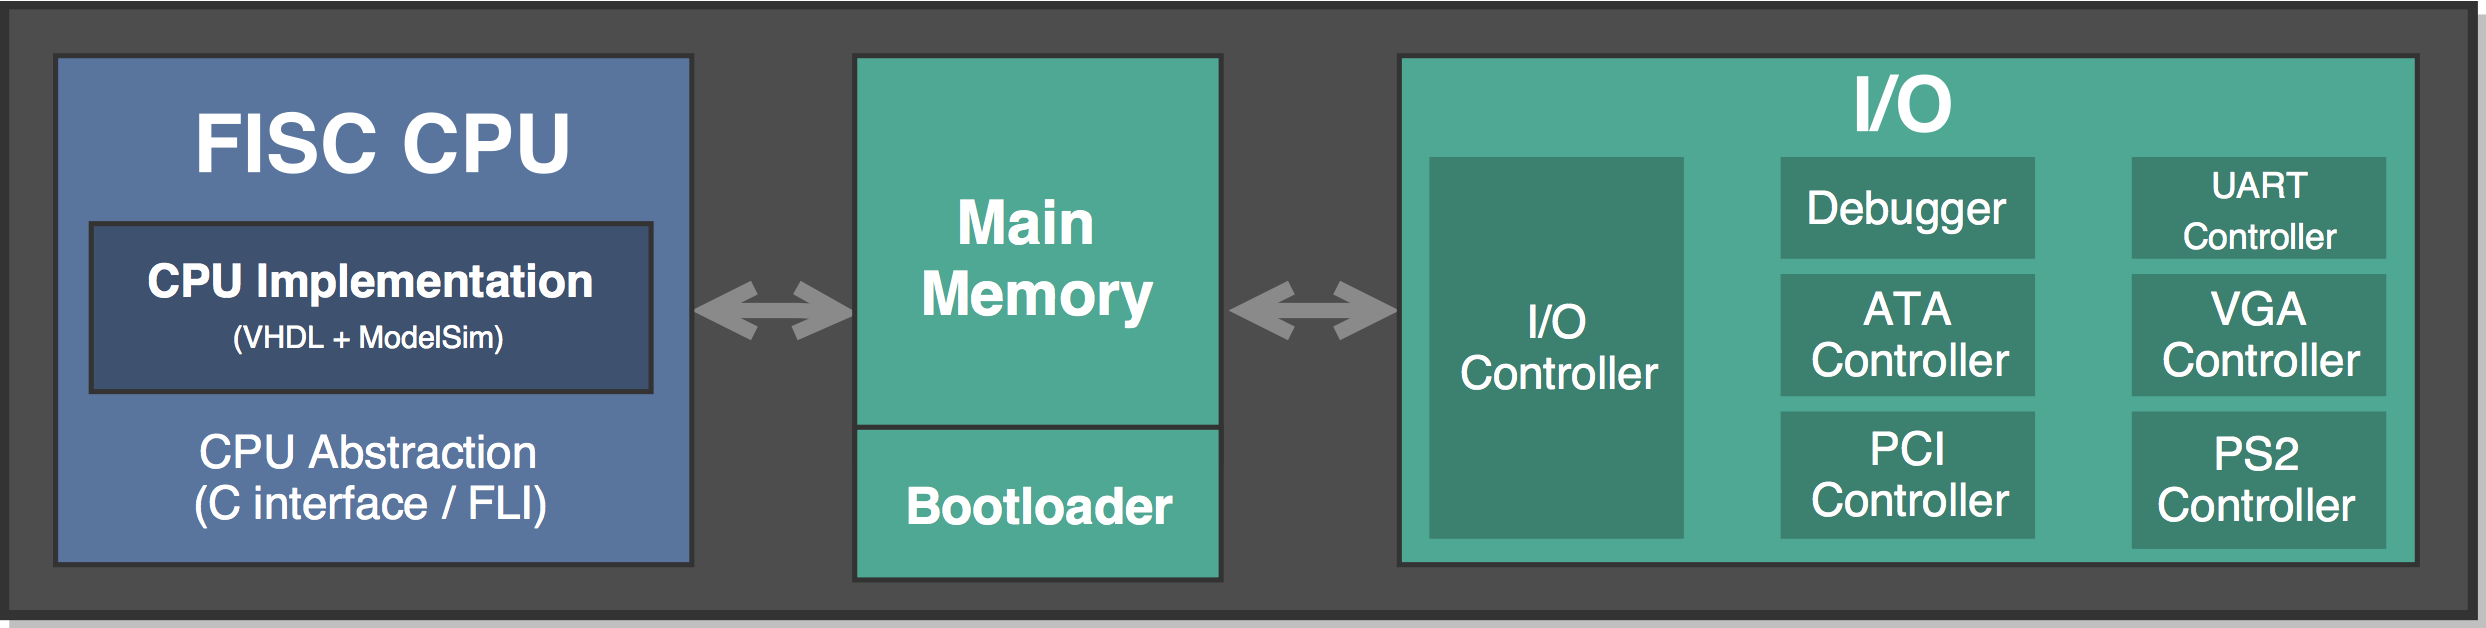 FISC CPU
CPU Implementation
(VHDL + ModelSim)
CPU Abstraction
(C interface / FLI)
Main
Memory
Bootloader
I/O
I/O
Controller
Debugger
ATA
Controller
PCI
Controller
UART
Controller
VGA
Controller
PS2
Controller